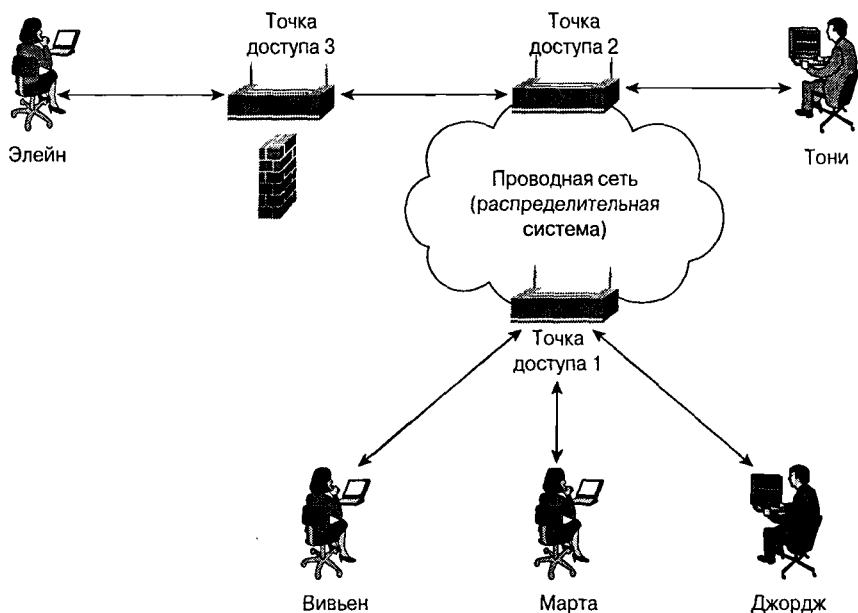 Точка
доступа 3
Точка
доступа 2
Элейн
Тони
Проводная сеть
(распределительная
система)
Точка
доступа 1
Вивьен
Марта
Джордж